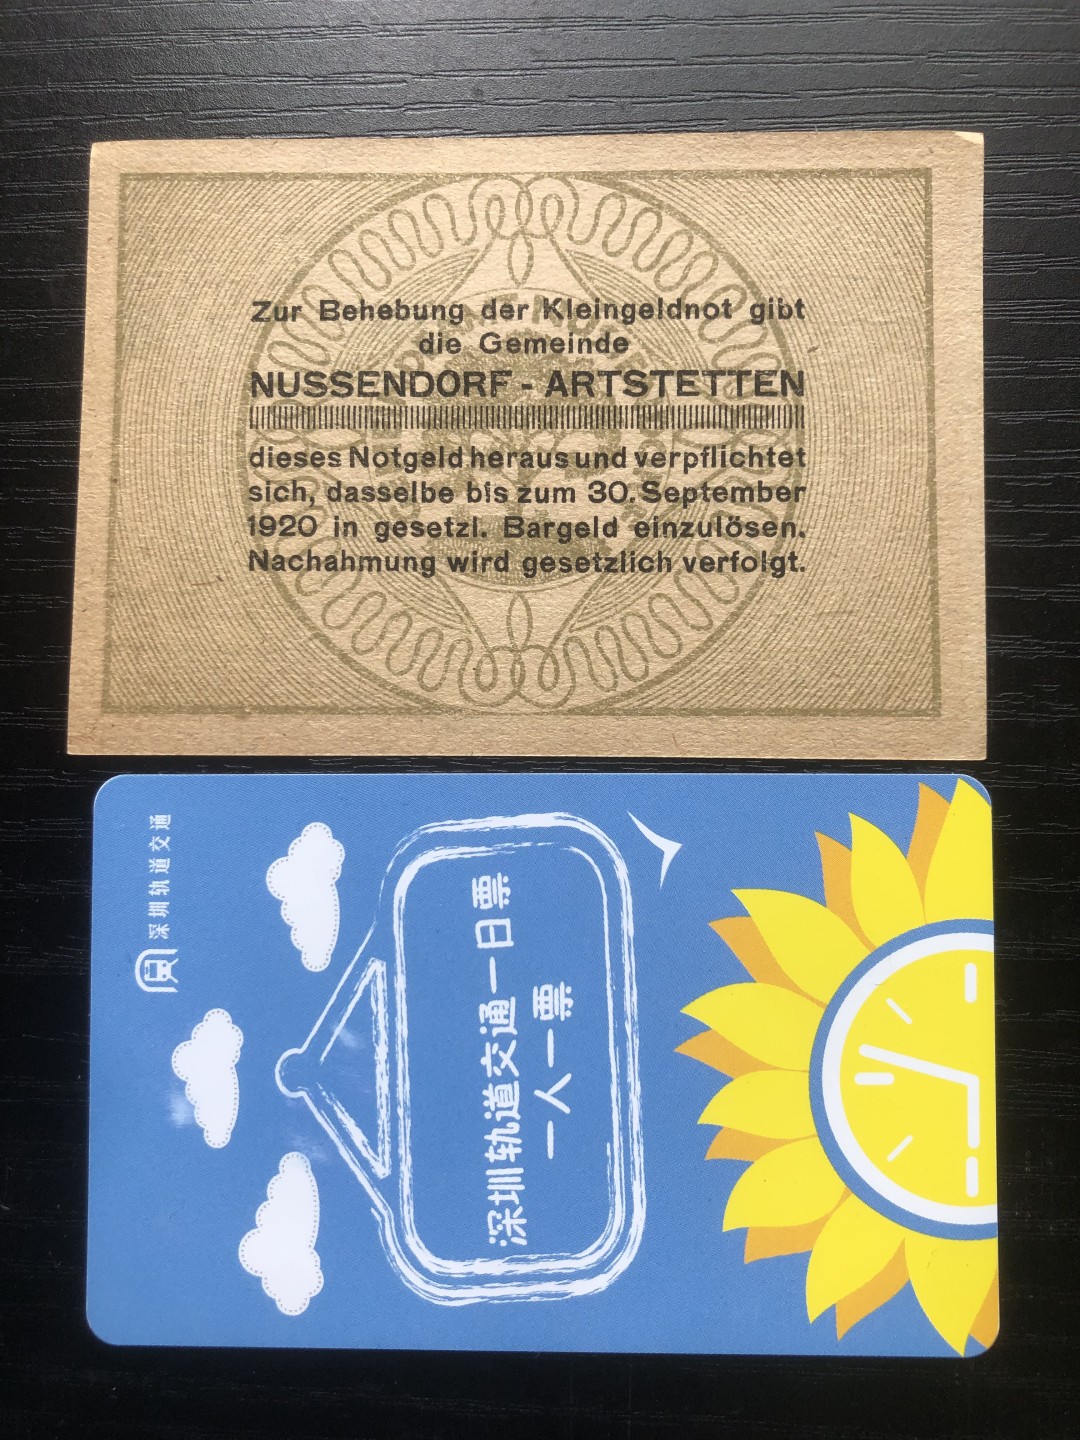 Zur Behebung der Kleingeldnot gibt
die Gemeinde
NUSSENDORF - ARTSTETTEN
dieses Notgeld heraus und verpflichtet
sich, dasselbe bis zum 30. September
1920 in gesetzl. Bargeld einzulösen.
Nachahmung wird gesetzlich verfolgt.
深圳轨道交通
深圳轨道交通一日票
一人一票